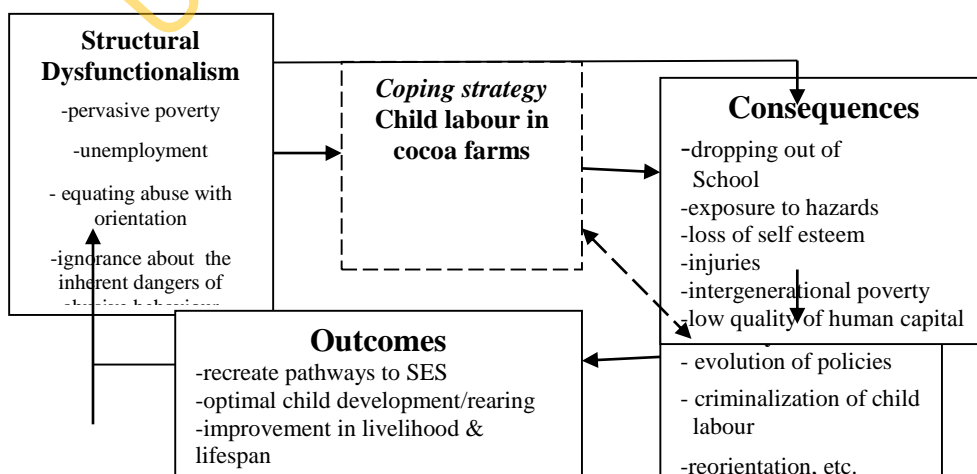 Structural
Dysfunctionalism
-pervasive poverty
-unemployment
- equating abuse with
orientation
-ignorance about the
inherent dangers of
Coping strategy
Child labour in
cocoa farms
Consequences
-dropping out of
School
-exposure to hazards
-loss of self esteem
-injuries
-intergenerational poverty
-low quality of human capital
- evolution of policies
- criminalization of child
labour
-reorientation, etc.
Outcomes
-recreate pathways to SES
-optimal child development/rearing
-improvement in livelihood &
lifespan